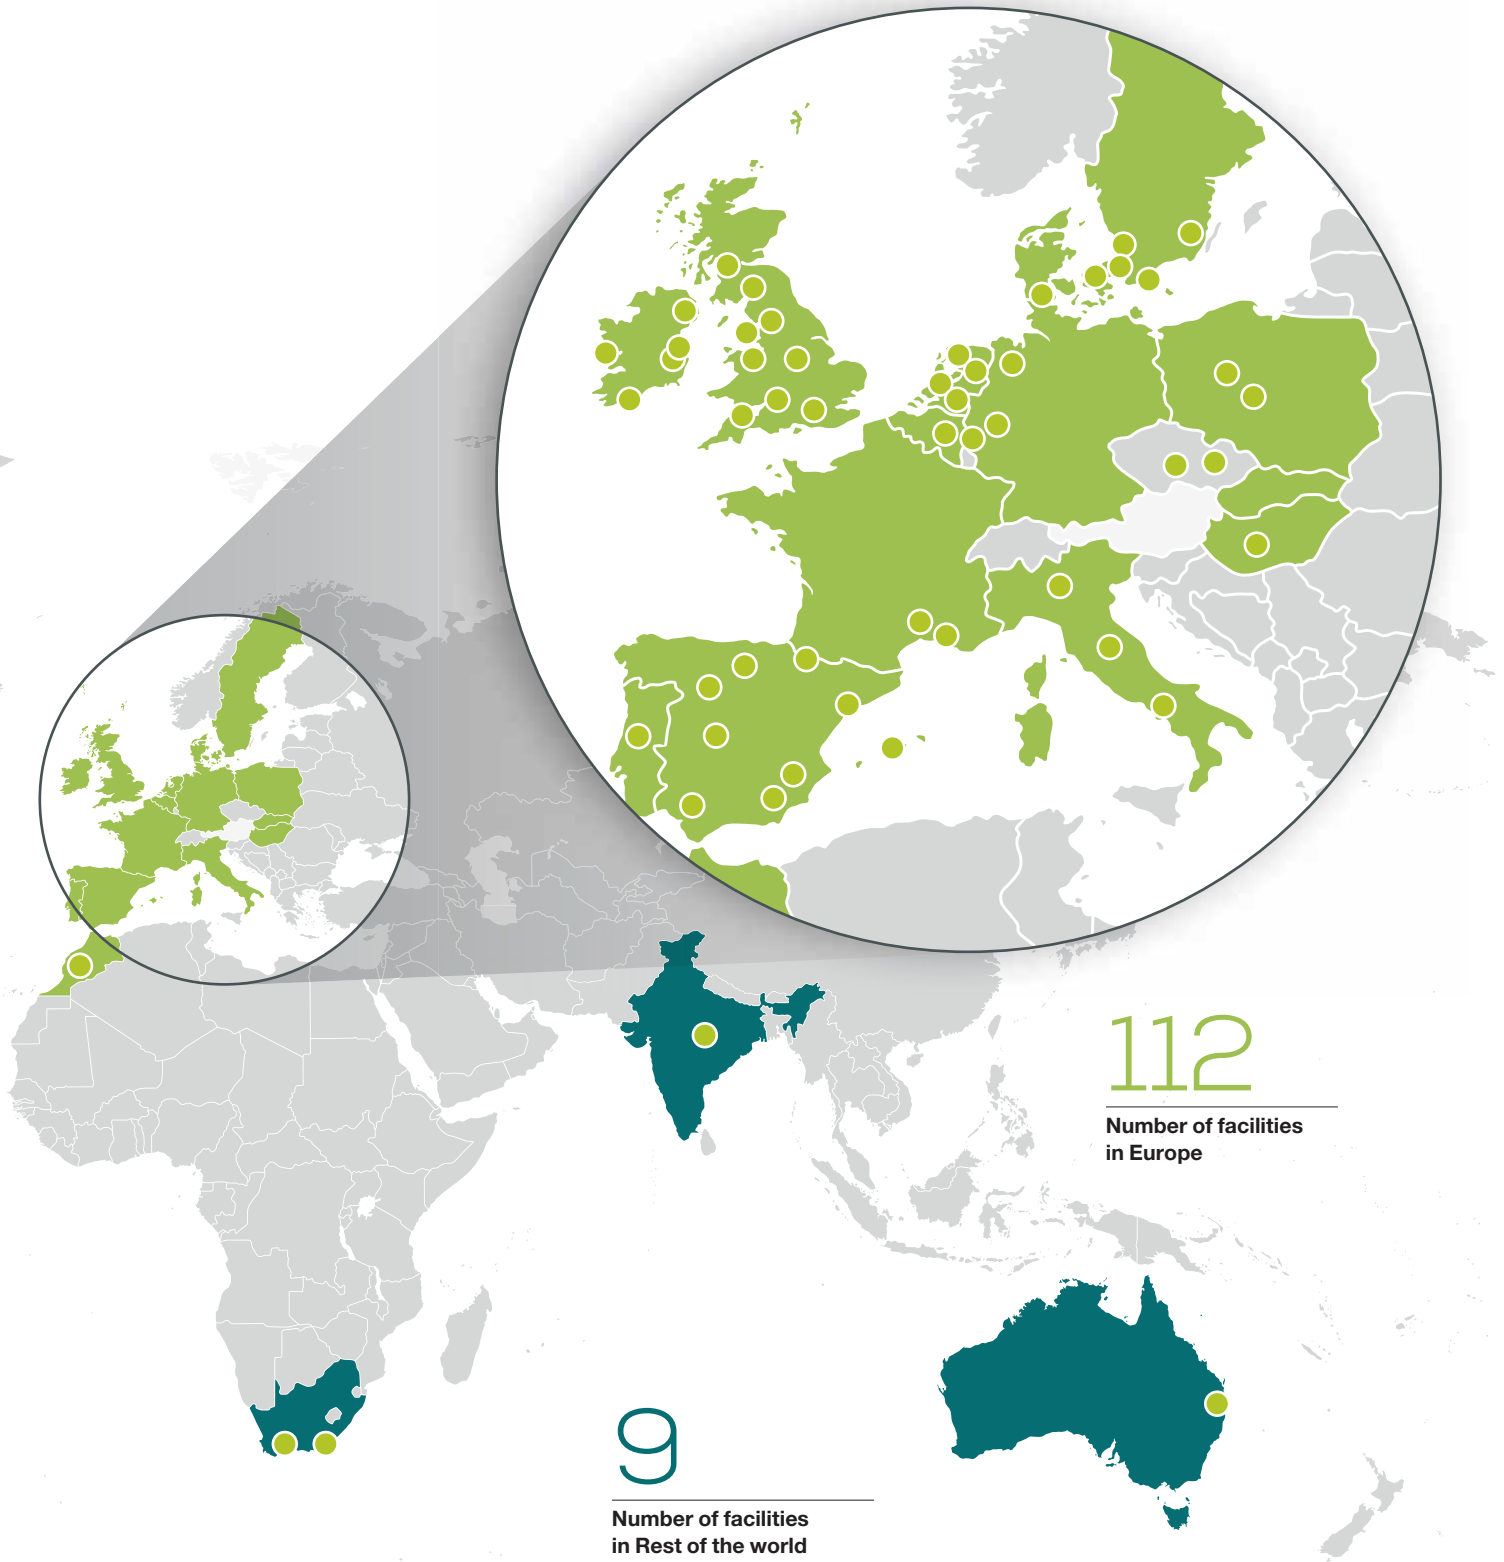 112
Number of facilities
in Europe
9
Number of facilities
in Rest of the world